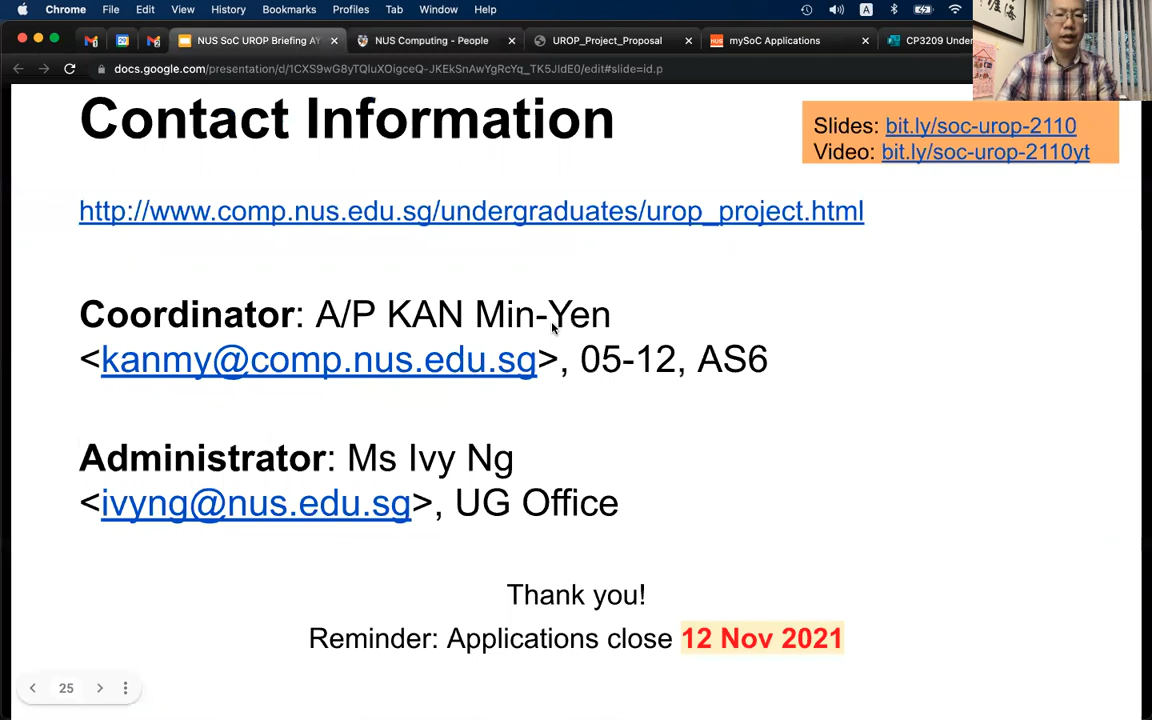 Chrome File Edit View History Bookmarks Profiles Tab Window Help
NUS SoC UROP Briefing AY NUS Computing - People UROP_Project_Proposal mySoC Applications CP3209 Under
docs.google.com/presentation/d/1CXS9wG8yTQluXOigceQ-JKEkSnAwYgRcYq_TK5JIdE0/edit#slide=id.p
Contact Information
Slides: bit.ly/soc-urop-2110
Video: bit.ly/soc-urop-2110yt
http://www.comp.nus.edu.sg/undergraduates/urop_project.html
Coordinator: A/P KAN Min-Yen
<kanmy@comp.nus.edu.sg>, 05-12, AS6
Administrator: Ms Ivy Ng
<ivyng@nus.edu.sg>, UG Office
Thank you!
Reminder: Applications close 12 Nov 2021
25